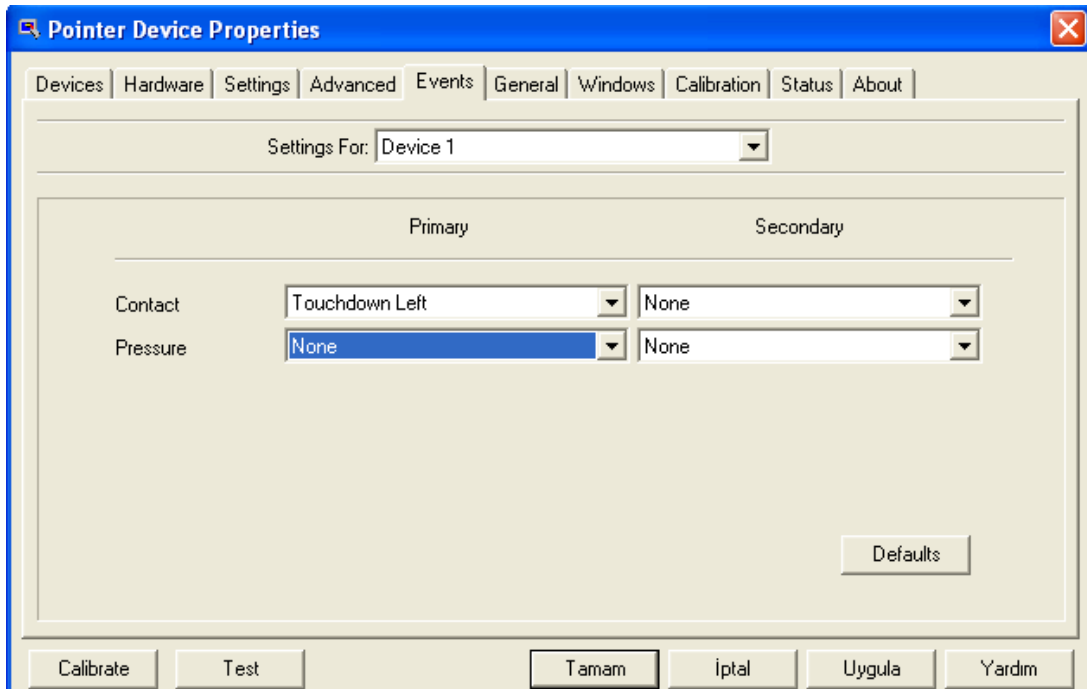 Pointer Device Properties
Devices Hardware Settings Advanced Events General Windows Calibration Status About
Settings For: Device 1
Primary Secondary
Contact Touchdown Left None
Pressure None None
Defaults
Calibrate Test Tamam İptal Uygula Yardım